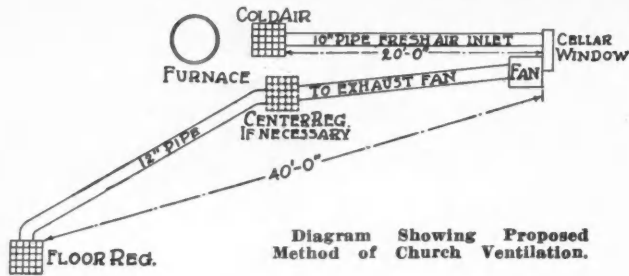 COLD AIR
10" PIPE FRESH AIR INLET
20'-0"
CELLAR
WINDOW
FURNACE
FAN
TO EXHAUST FAN
CENTER REG.
IF NECESSARY
12" PIPE
40'-0"
FLOOR REG.
Diagram Showing Proposed
Method of Church Ventilation.